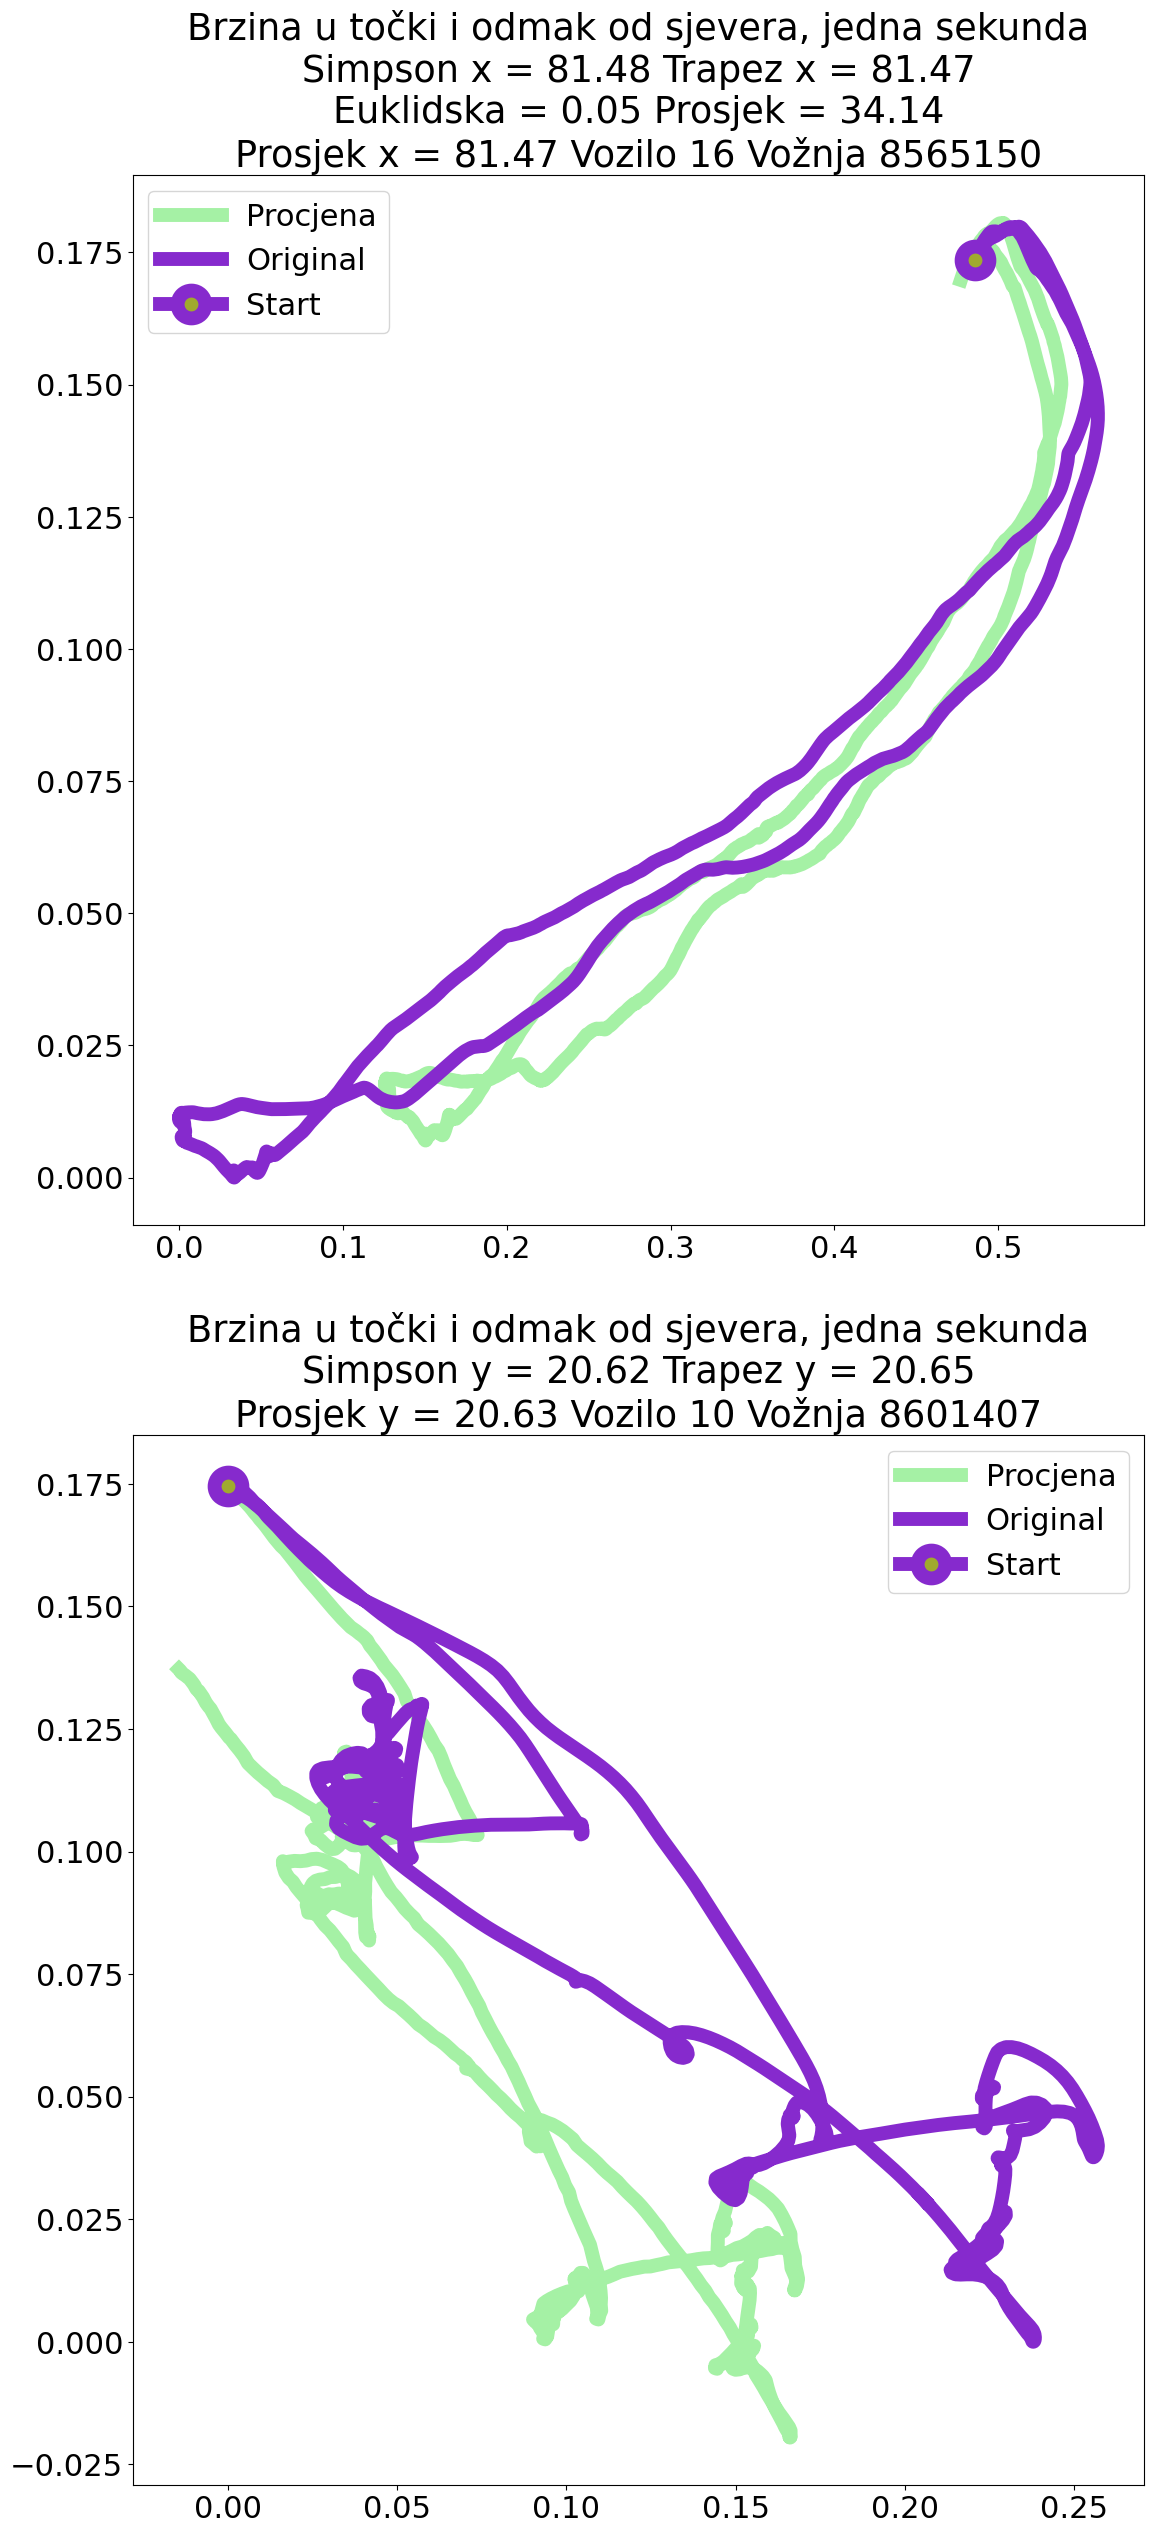 Brzina u točki i odmak od sjevera, jedna sekunda
Simpson x = 81.48 Trapez x = 81.47
Euklidska = 0.05 Prosjek = 34.14
Prosjek x = 81.47 Vozilo 16 Vožnja 8565150
Procjena
Original
Start
0.175
0.150
0.125
0.100
0.075
0.050
0.025
0.000
0.0 0.1 0.2 0.3 0.4 0.5
Brzina u točki i odmak od sjevera, jedna sekunda
Simpson y = 20.62 Trapez y = 20.65
Prosjek y = 20.63 Vozilo 10 Vožnja 8601407
Procjena
Original
Start
0.175
0.150
0.125
0.100
0.075
0.050
0.025
0.000
−0.025
0.00 0.05 0.10 0.15 0.20 0.25